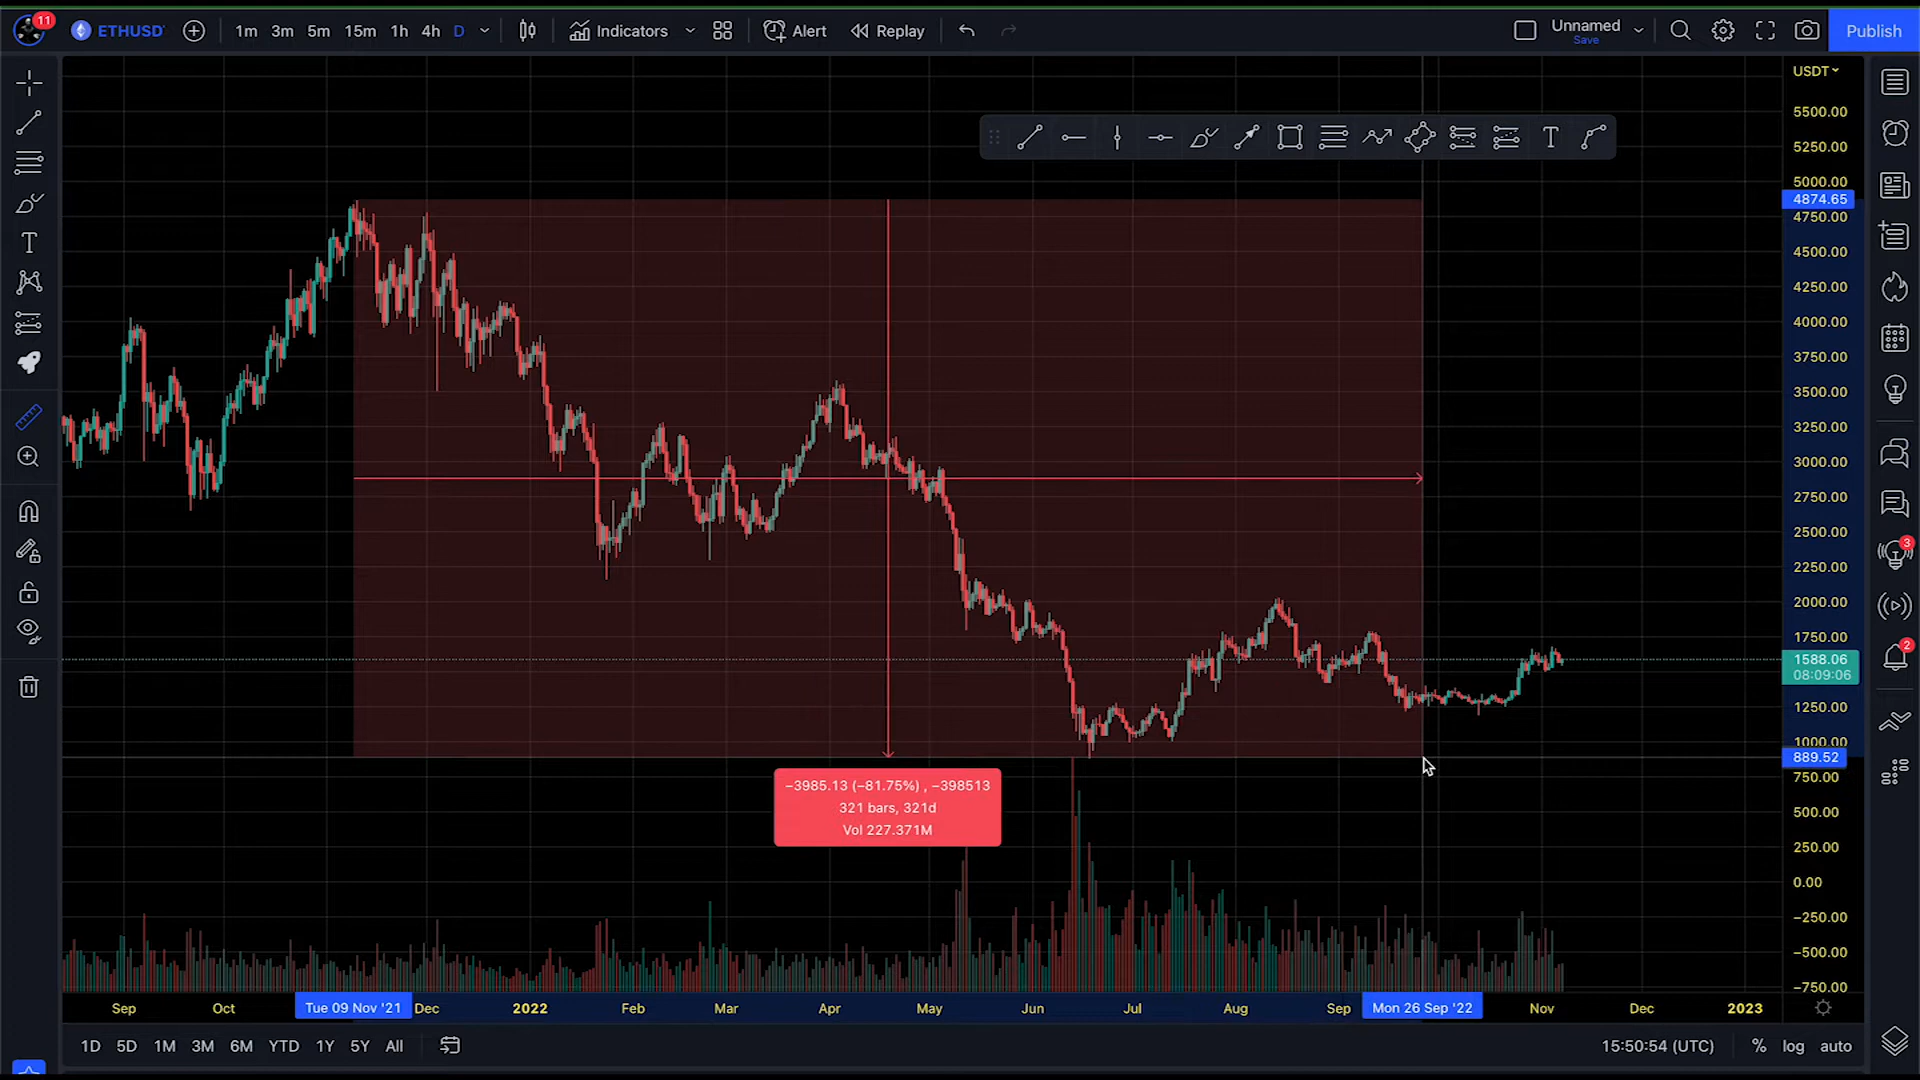 11
ETHUSD
1m 3m 5m 15m 1h 4h D
Indicators
Alert
Replay
Unnamed
Save
Publish
USDT
5500.00
5250.00
5000.00
4874.65
4750.00
4500.00
4250.00
4000.00
3750.00
3500.00
3250.00
3000.00
2750.00
2500.00
2250.00
2000.00
1750.00
1588.06
08:09:06
1250.00
1000.00
889.52
750.00
500.00
250.00
0.00
−250.00
−500.00
−750.00
3
2
−3985.13 (−81.75%) , −398513
321 bars, 321d
Vol 227.371M
Sep Oct Tue 09 Nov '21 Dec 2022 Feb Mar Apr May Jun Jul Aug Sep Mon 26 Sep '22 Nov Dec 2023
1D 5D 1M 3M 6M YTD 1Y 5Y All
15:50:54 (UTC) % log auto